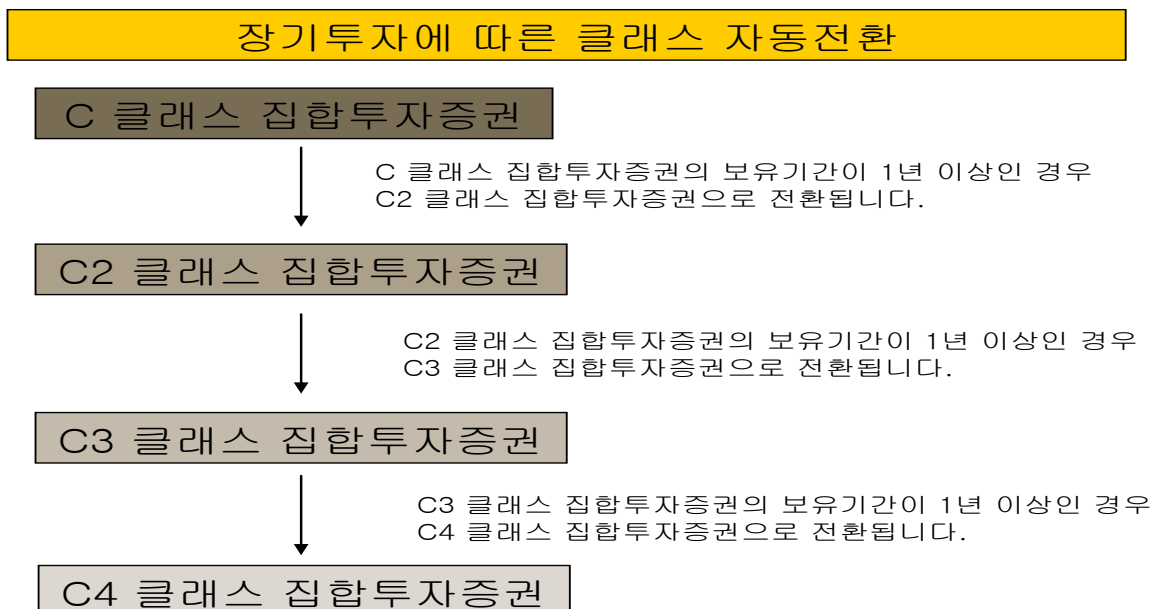 장기투자에 따른 클래스 자동전환
C 클래스 집합투자증권
C 클래스 집합투자증권의 보유기간이 1년 이상인 경우
C2 클래스 집합투자증권으로 전환됩니다.
C2 클래스 집합투자증권
C2 클래스 집합투자증권의 보유기간이 1년 이상인 경우
C3 클래스 집합투자증권으로 전환됩니다.
C3 클래스 집합투자증권
C3 클래스 집합투자증권의 보유기간이 1년 이상인 경우
C4 클래스 집합투자증권으로 전환됩니다.
C4 클래스 집합투자증권